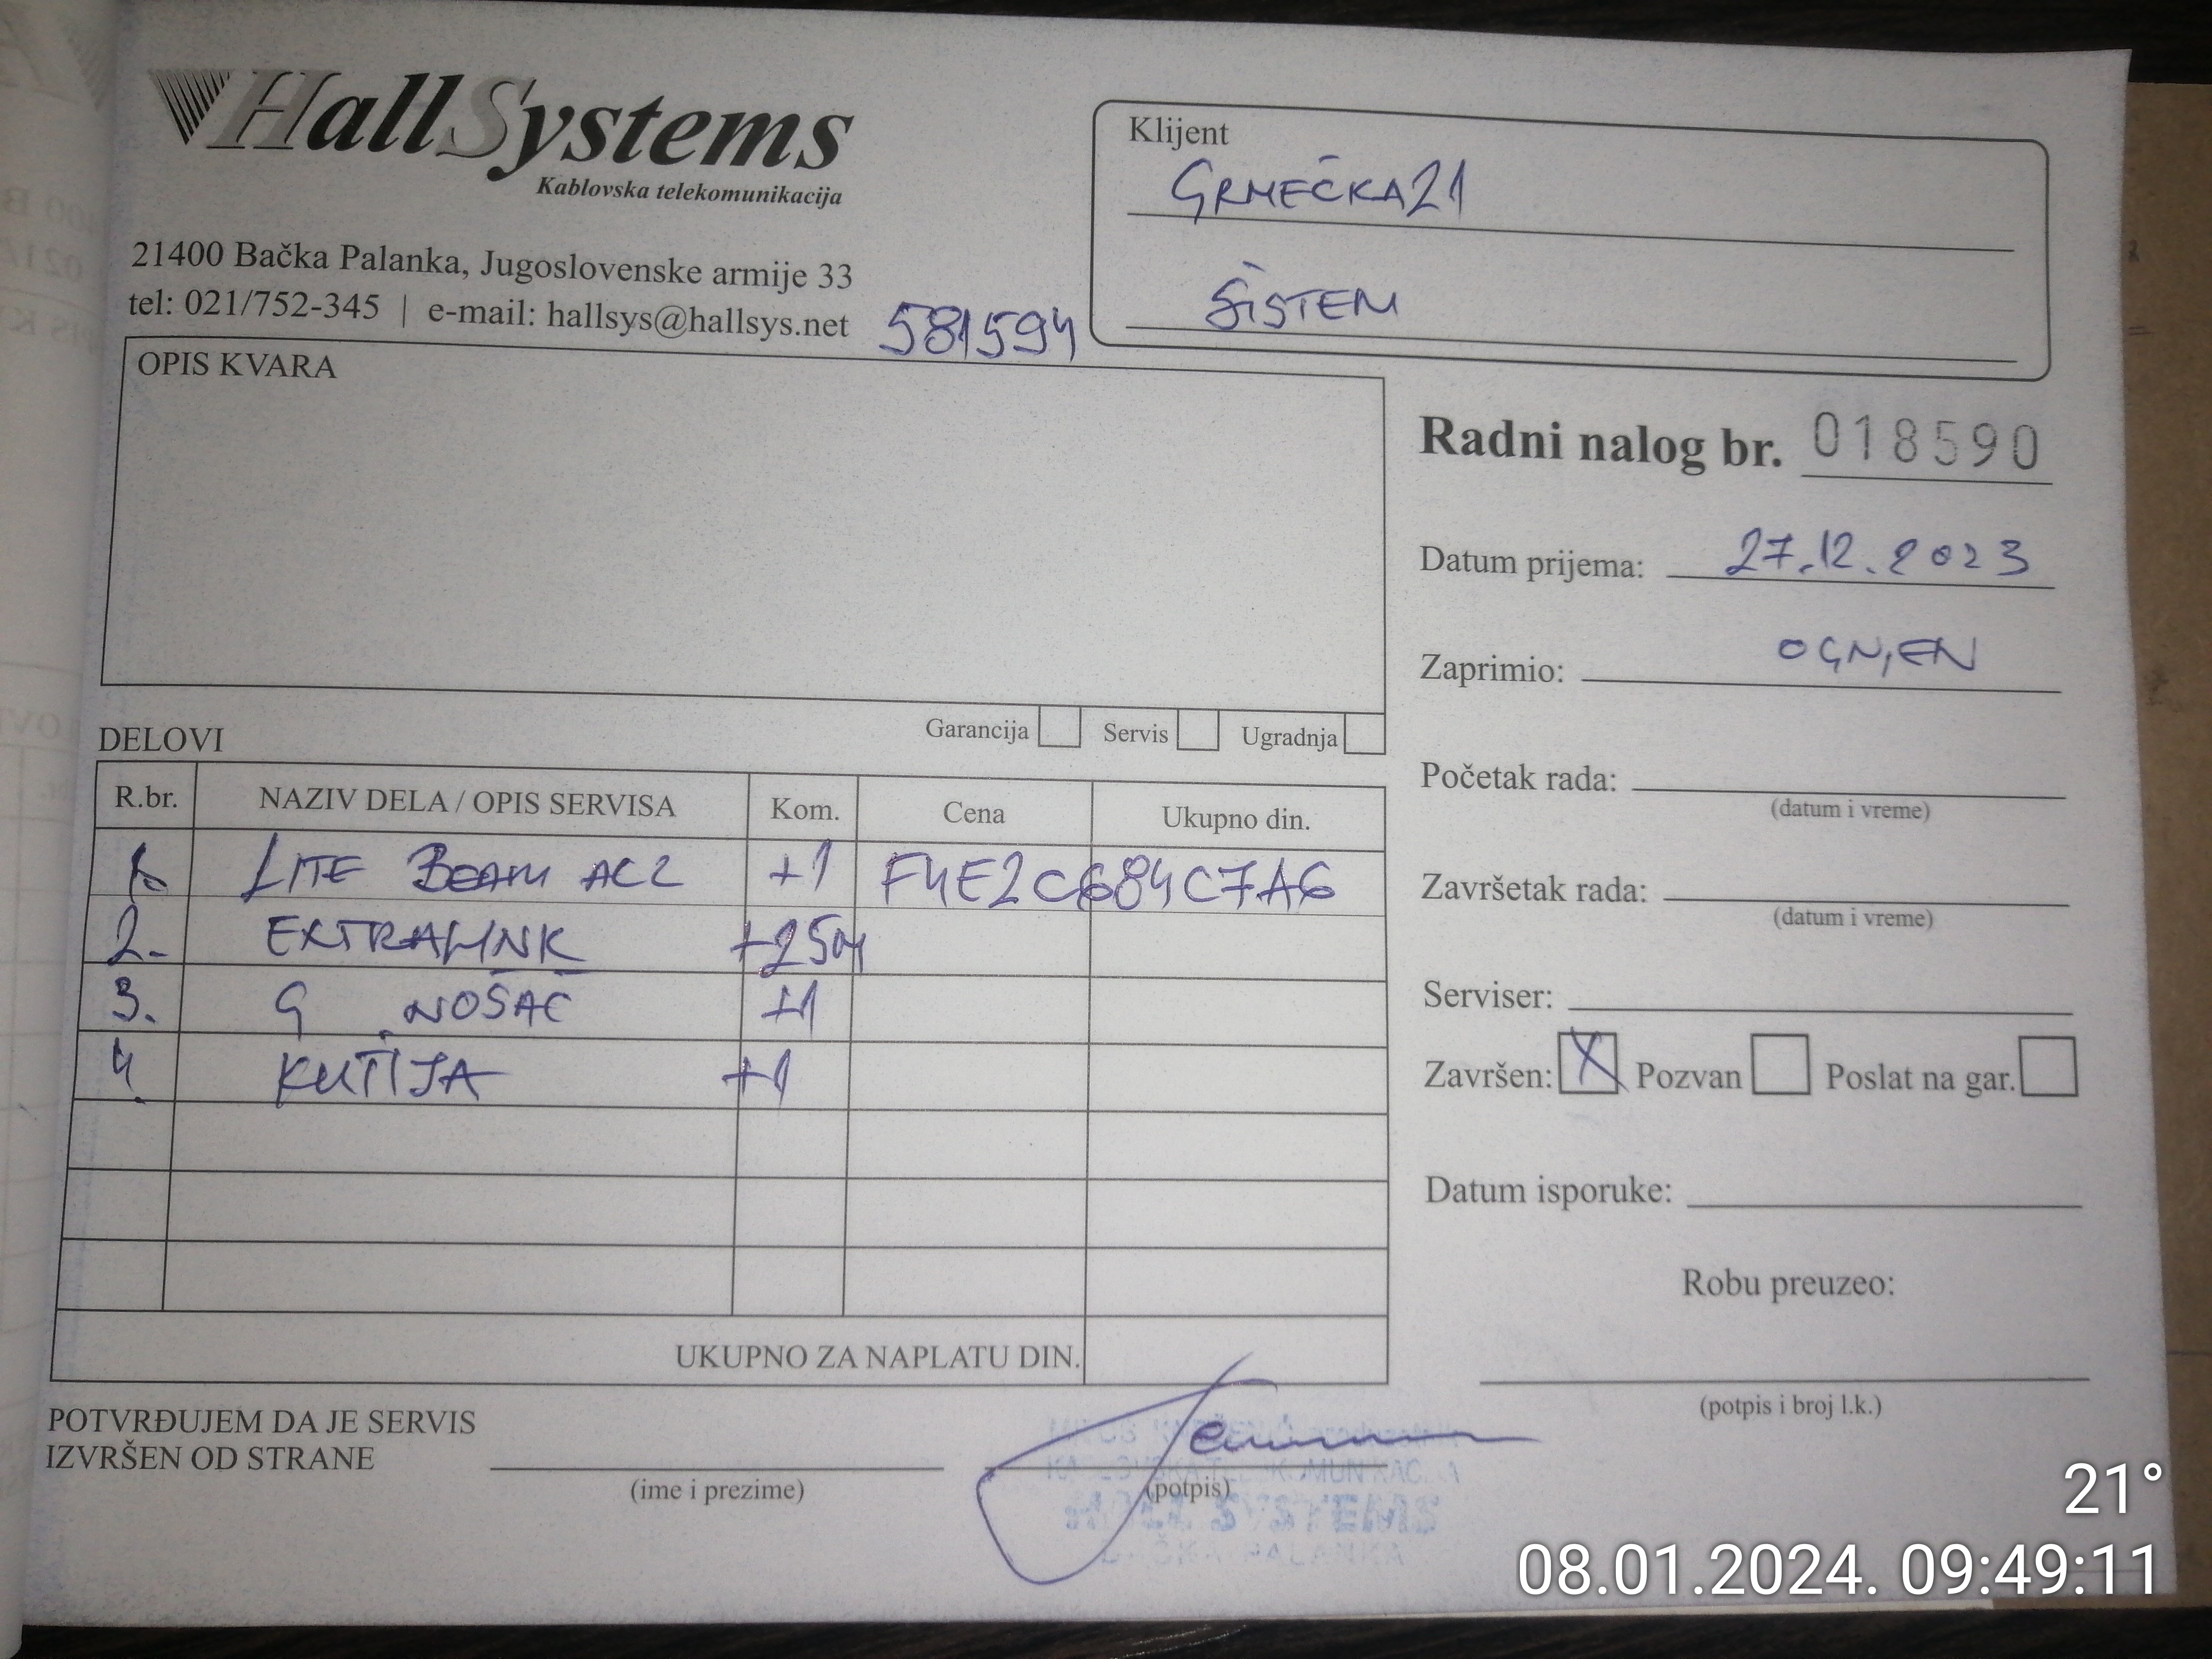 HallSystems
Kablovska telekomunikacija
21400 Bačka Palanka, Jugoslovenske armije 33
tel: 021/752-345 | e-mail: hallsys@hallsys.net
581594
Klijent
GRMEČKA 21
ŠISTEM
OPIS KVARA
Garancija Servis Ugradnja
Radni nalog br. 018590
Datum prijema: 27.12.2023
Zaprimio: OGNJEN
Početak rada:
(datum i vreme)
Završetak rada:
(datum i vreme)
Serviser:
Završen: X Pozvan Poslat na gar.
Datum isporuke:
Robu preuzeo:
(potpis i broj l.k.)
DELOVI
R.br. NAZIV DELA / OPIS SERVISA Kom. Cena Ukupno din.
1. LITE BEAM AC2 +1 F4E2C684C7A6
2. EXTRALINK +25M
3. G NOŠAČ +1
4. KUTIJA +1
UKUPNO ZA NAPLATU DIN.
POTVRĐUJEM DA JE SERVIS
IZVRŠEN OD STRANE
(ime i prezime) (potpis)
HALL SYSTEMS
BAČKA PALANKA
21°
08.01.2024. 09:49:11